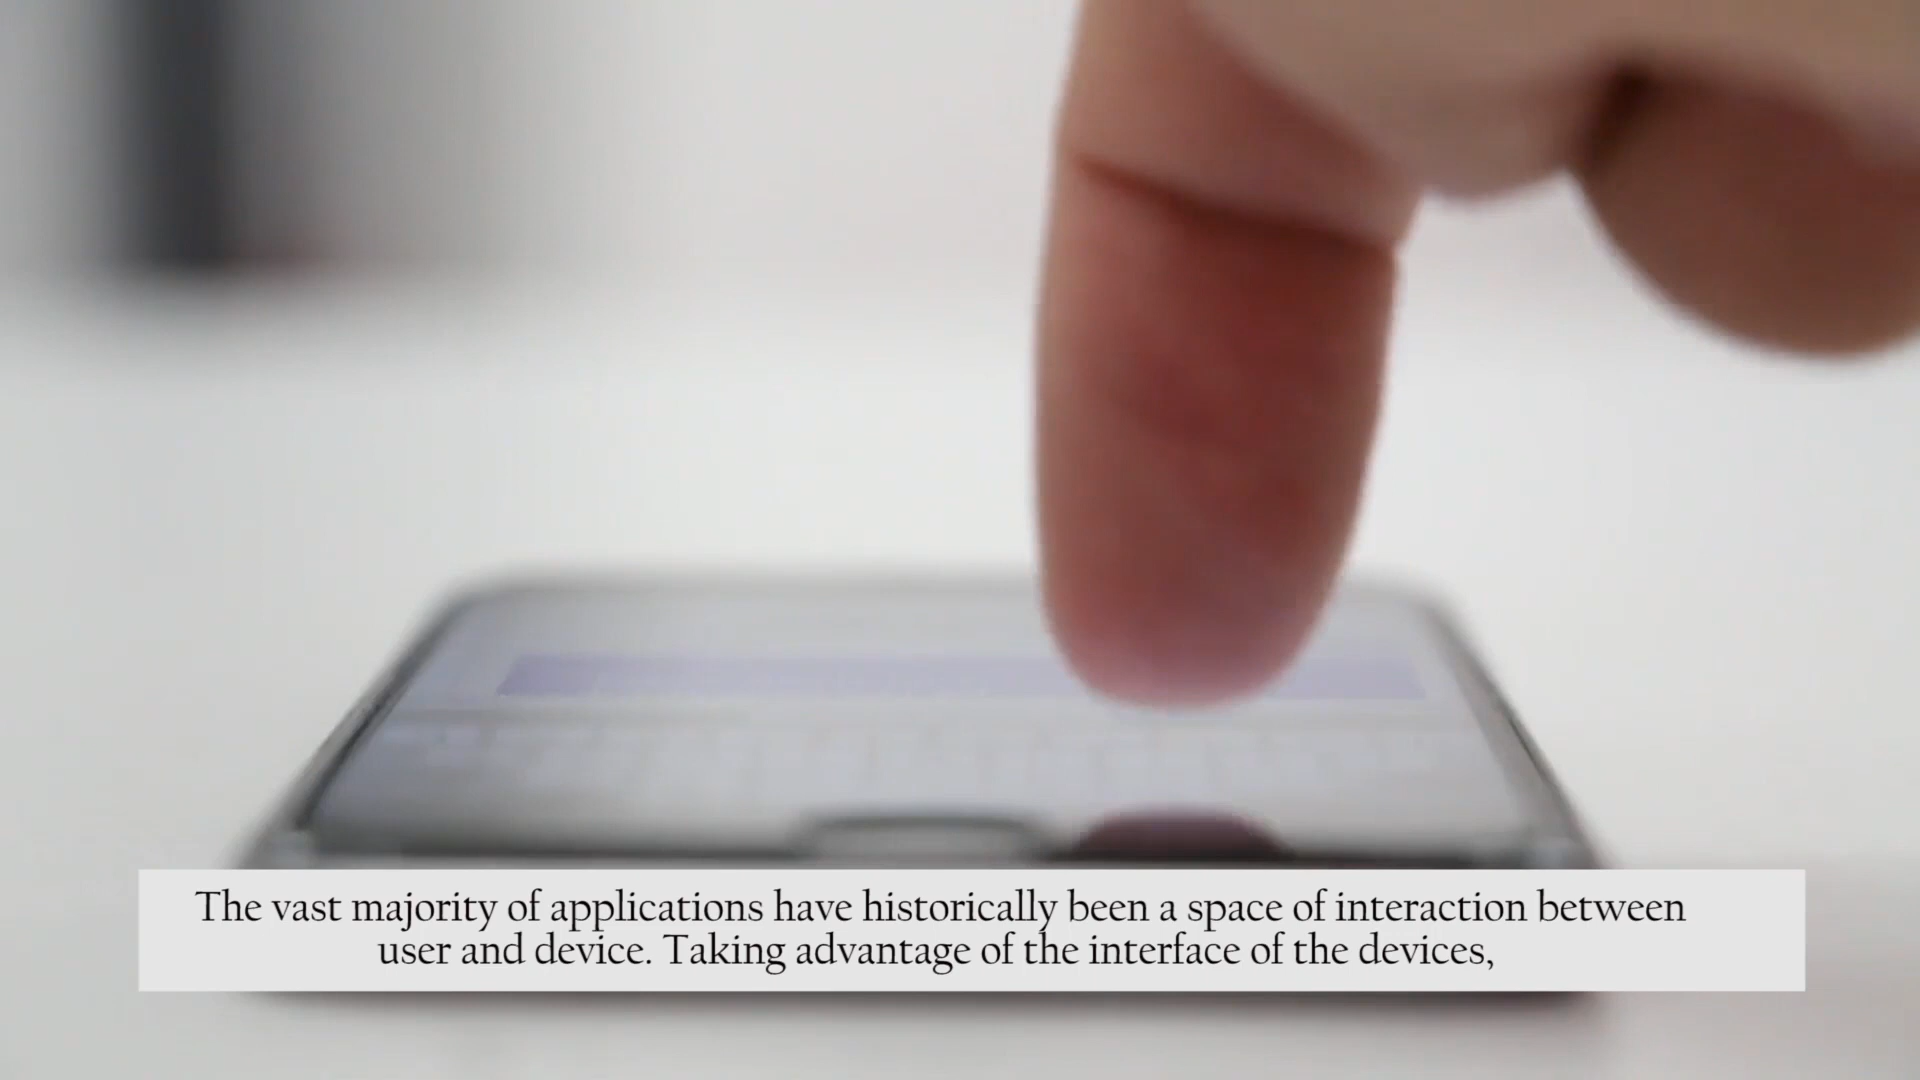 The vast majority of applications have historically been a space of interaction between
user and device. Taking advantage of the interface of the devices,